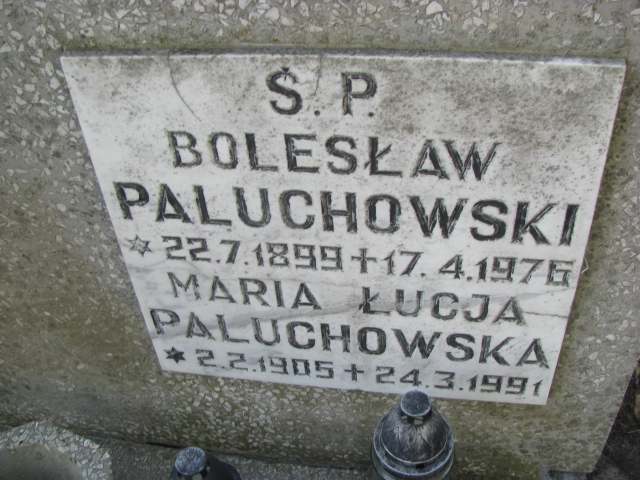 Ś.P.
BOLESŁAW
PALUCHOWSKI
* 22.7.1899 + 17.4.1976
MARIA ŁUCJA
PALUCHOWSKA
* 2.2.1905 + 24.3.1991